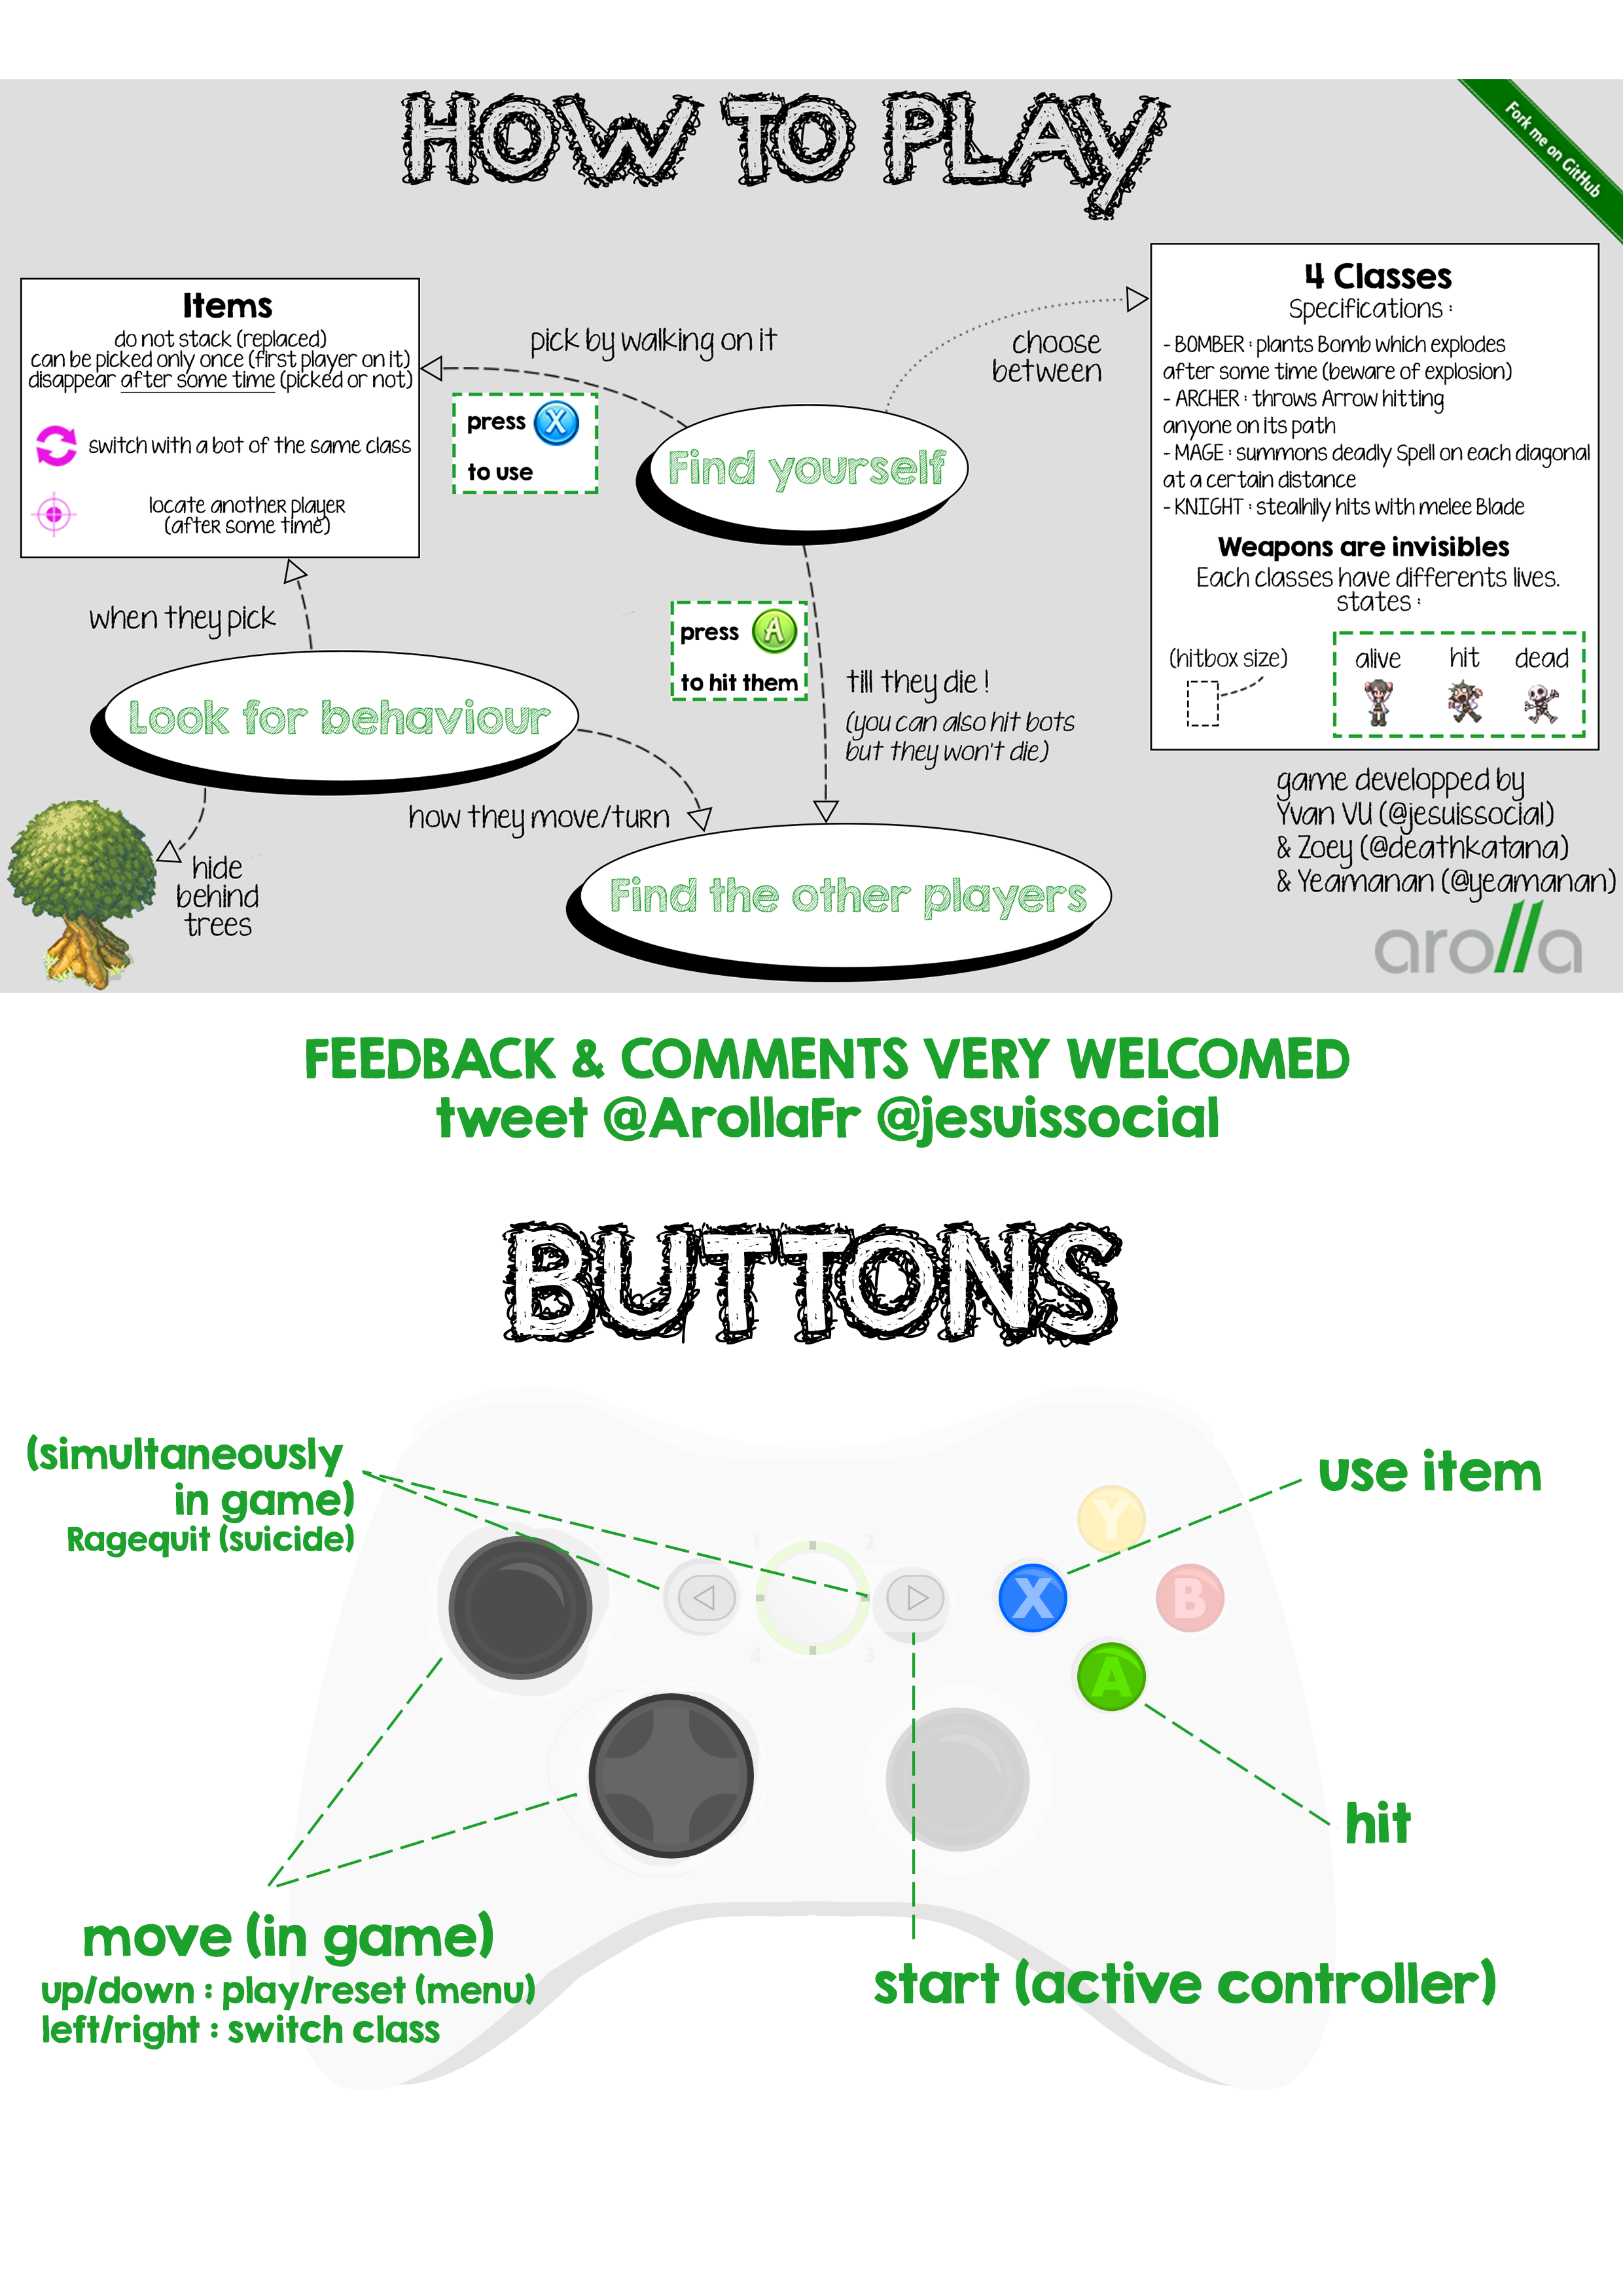 HOW TO PLAY
Fork me on GitHub
Items
do not stack (replaced)
can be picked only once (first player on it)
disappear after some time (picked or not)
switch with a bot of the same class
locate another player
(after some time)
pick by walking on it
press X
to use
Find yourself
choose
between
4 Classes
Specifications :
- BOMBER : plants Bomb which explodes
after some time (beware of explosion)
- ARCHER : throws Arrow hitting
anyone on its path
- MAGE : summons deadly Spell on each diagonal
at a certain distance
- KNIGHT : stealhily hits with melee Blade
Weapons are invisibles
Each classes have differents lives.
states :
(hitbox size)
alive hit dead
when they pick
press A
to hit them
till they die !
(you can also hit bots
but they won't die)
Look for behaviour
how they move/turn
hide
behind
trees
Find the other players
game developped by
Yvan VU (@jesuissocial)
& Zoey (@deathkatana)
& Yeamanan (@yeamanan)
arolla
FEEDBACK & COMMENTS VERY WELCOMED
tweet @ArollaFr @jesuissocial
BUTTONS
(simultaneously
in game)
Ragequit (suicide)
use item
1 2
4 3
Y
X B
A
hit
move (in game)
up/down : play/reset (menu)
left/right : switch class
start (active controller)